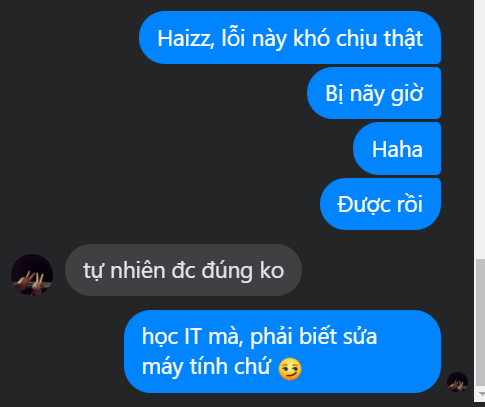 Haizz, lỗi này khó chịu thật
Bị nãy giờ
Haha
Được rồi
tự nhiên đc đúng ko
học IT mà, phải biết sửa
máy tính chứ 😏